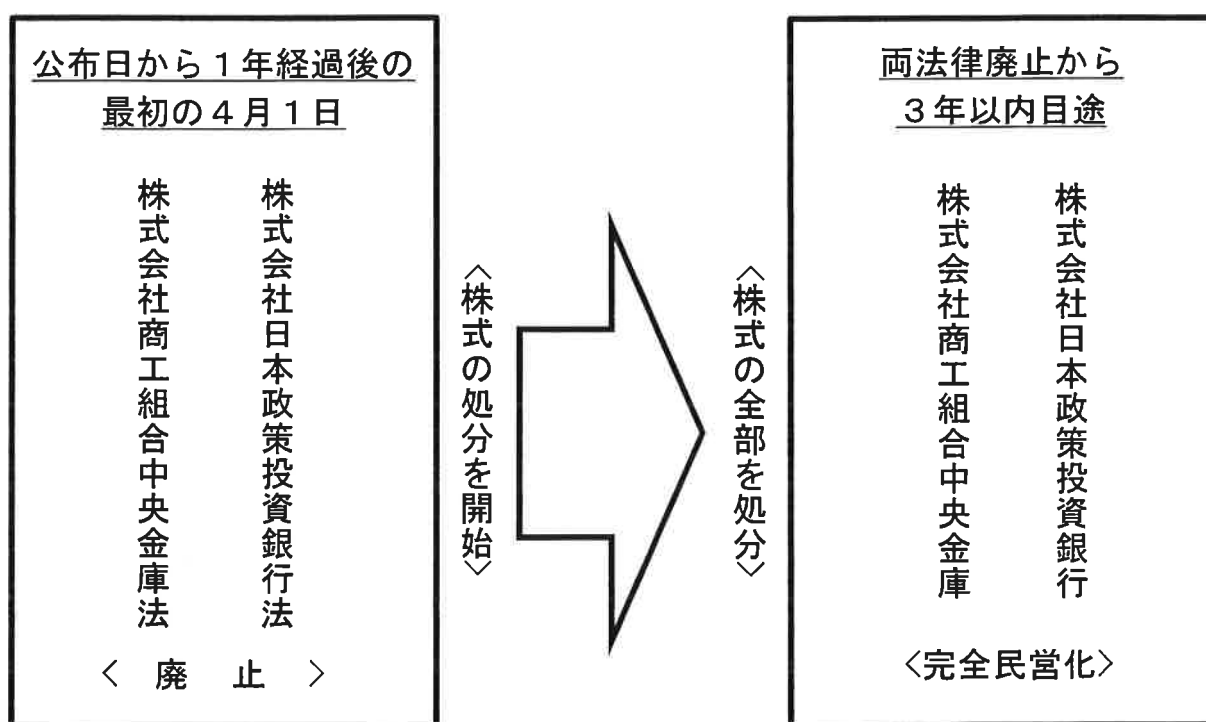 公布日から１年経過後の
最初の４月１日
株式会社日本政策投資銀行法
株式会社商工組合中央金庫法
〈 廃 止 〉
〈株式の処分を開始〉
〈株式の全部を処分〉
両法律廃止から
３年以内目途
株式会社日本政策投資銀行
株式会社商工組合中央金庫
〈完全民営化〉